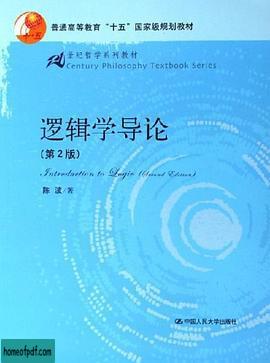 普通高等教育“十五”国家级规划教材
21世纪哲学系列教材
Century Philosophy Textbook Series
逻辑学导论
(第2版)
陈波/著
Introduction to Logic (Second Edition)
中国人民大学出版社
homeofpdf.com